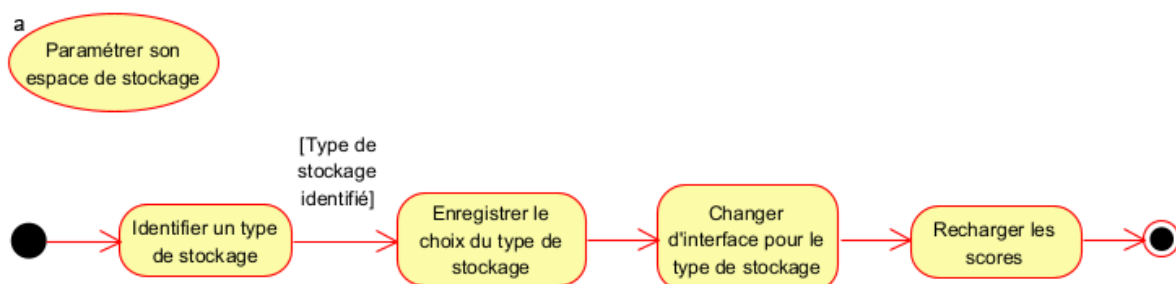 a
Paramétrer son
espace de stockage
[Type de
stockage
identifié]
Identifier un type
de stockage
Enregistrer le
choix du type de
stockage
Changer
d'interface pour le
type de stockage
Recharger les
scores